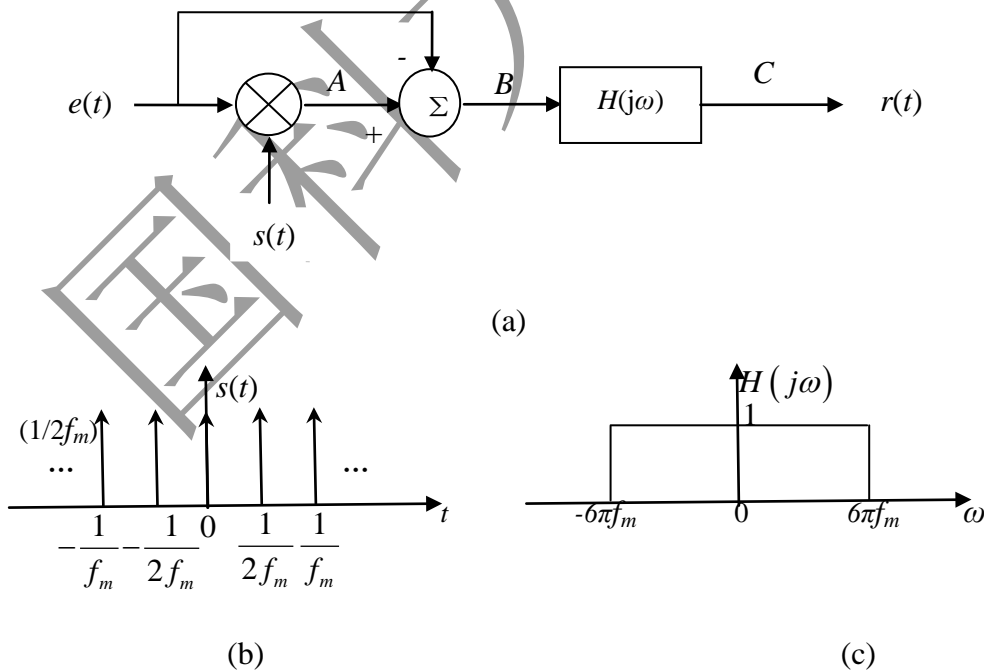 -
A
B
C
e(t)
Σ
H(jω)
r(t)
+
s(t)
(a)
s(t)
H(jω)
(1/2f_m)
1
...
...
t
-6πf_m
0
6πf_m
ω
-1/f_m
-1/2f_m
0
1/2f_m
1/f_m
(b)
(c)